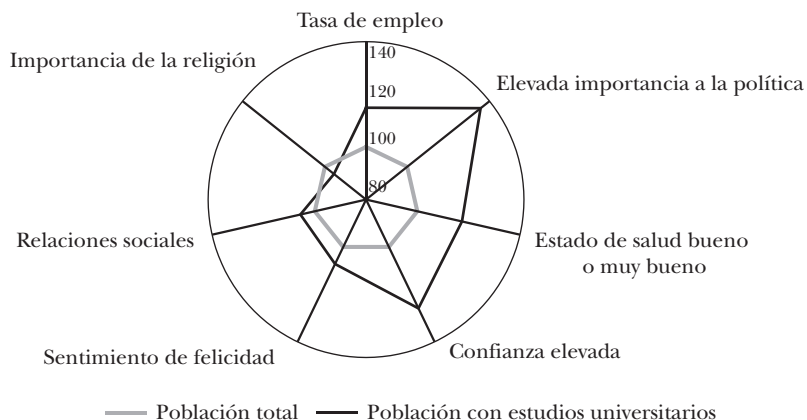 Tasa de empleo
140
Importancia de la religión
Elevada importancia a la política
120
100
80
Relaciones sociales
Estado de salud bueno
o muy bueno
Sentimiento de felicidad
Confianza elevada
Población total
Población con estudios universitarios